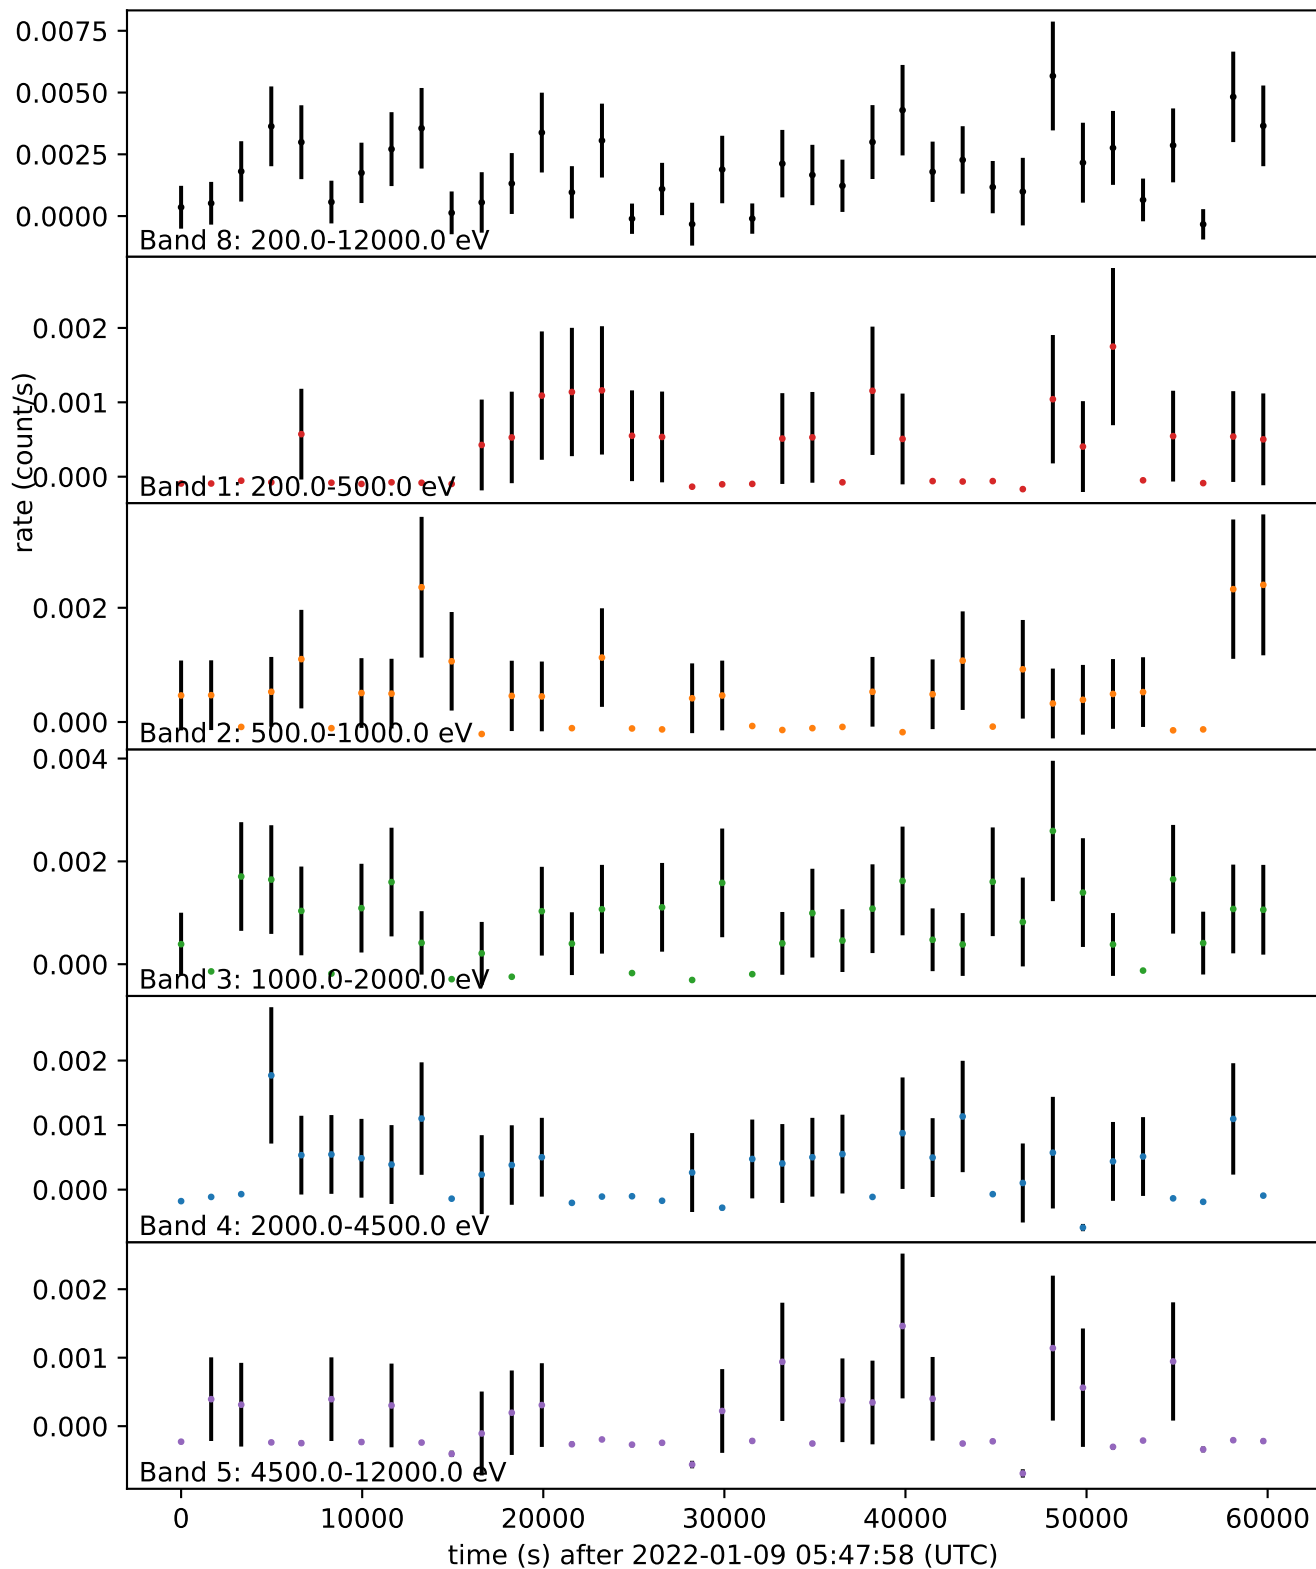 0.0075
0.0050
0.0025
0.0000
Band 8: 200.0-12000.0 eV
0.002
0.001
0.000
Band 1: 200.0-500.0 eV
rate (count/s)
0.002
0.000
Band 2: 500.0-1000.0 eV
0.004
0.002
0.000
Band 3: 1000.0-2000.0 eV
0.002
0.001
0.000
Band 4: 2000.0-4500.0 eV
0.002
0.001
0.000
Band 5: 4500.0-12000.0 eV
0 10000 20000 30000 40000 50000 60000
time (s) after 2022-01-09 05:47:58 (UTC)